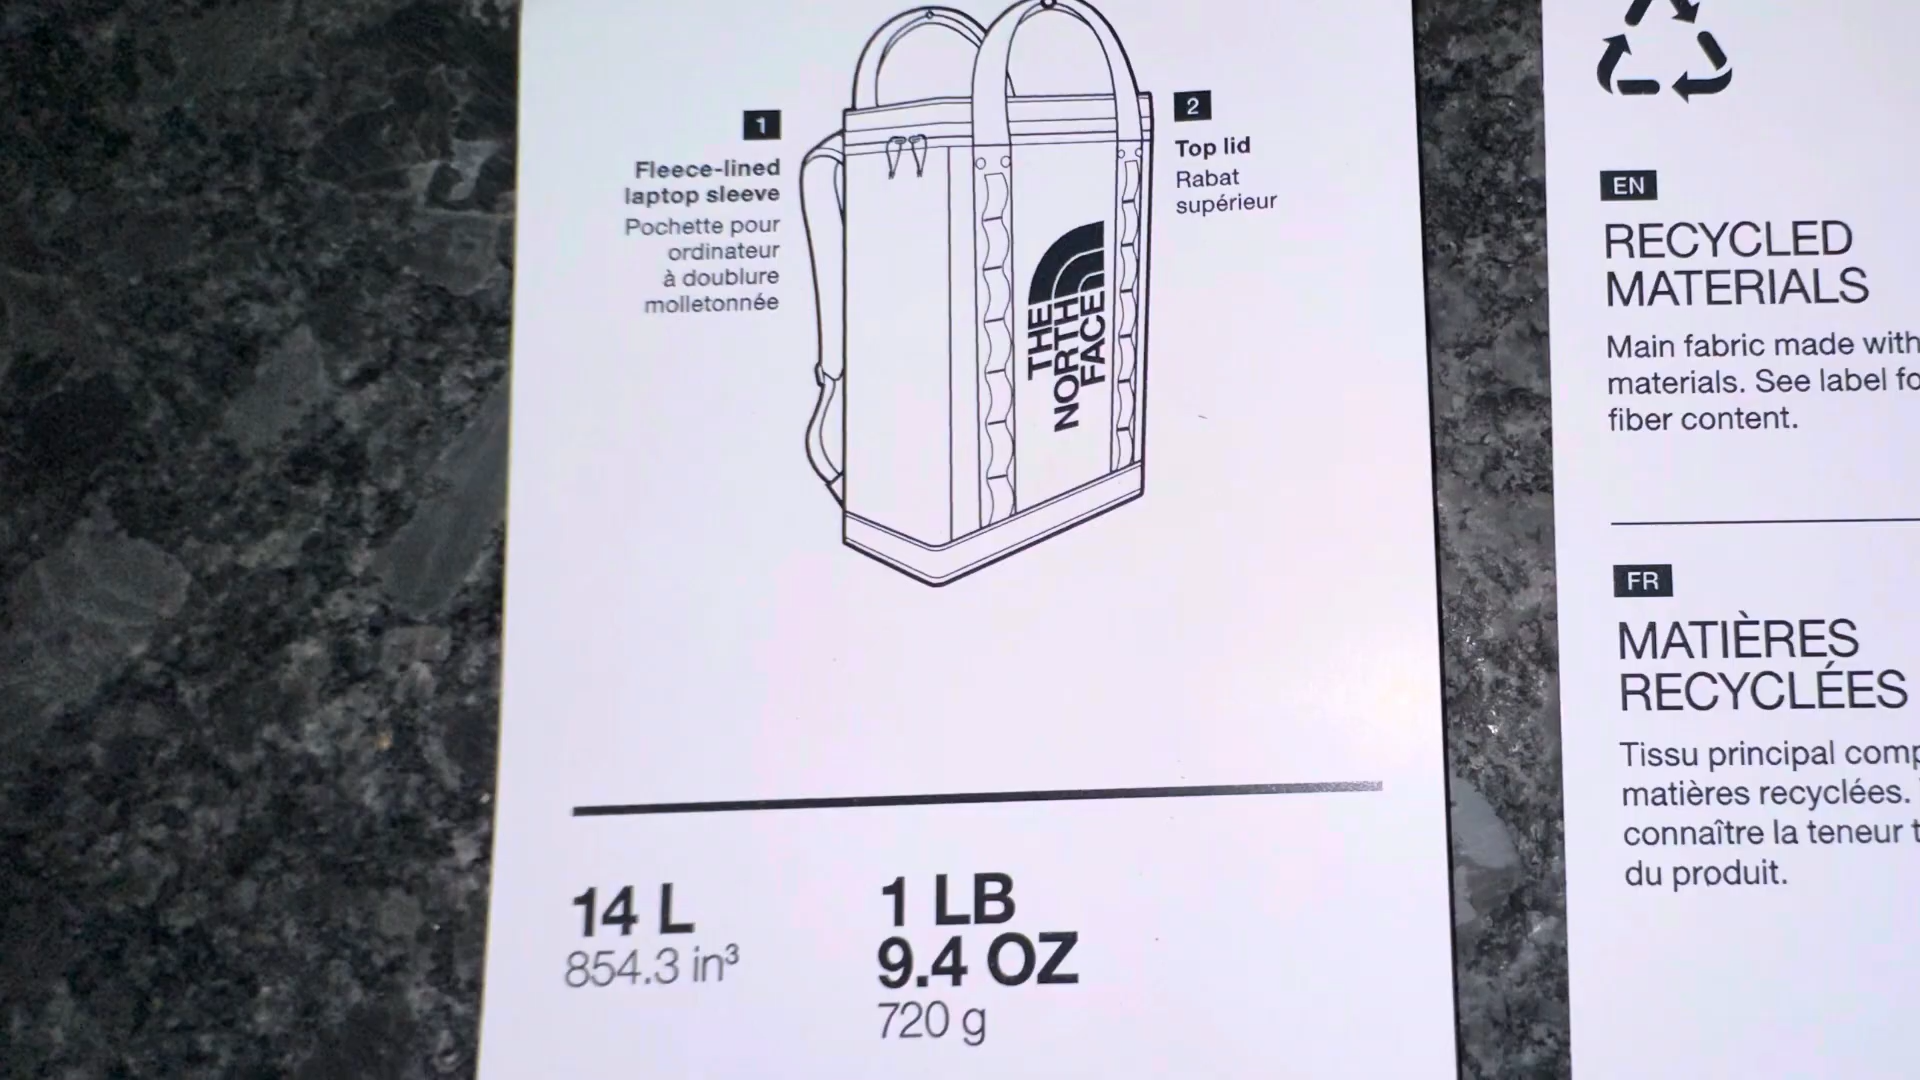 1
Fleece-lined
laptop sleeve
Pochette pour
ordinateur
à doublure
molletonnée
2
Top lid
Rabat
supérieur
THE
NORTH
FACE
14 L
854.3 in³
1 LB
9.4 OZ
720 g
EN
RECYCLED
MATERIALS
Main fabric made with
materials. See label
fiber content.
FR
MATIÈRES
RECYCLÉES
Tissu principal
matières recyclées.
connaître la teneur
du produit.